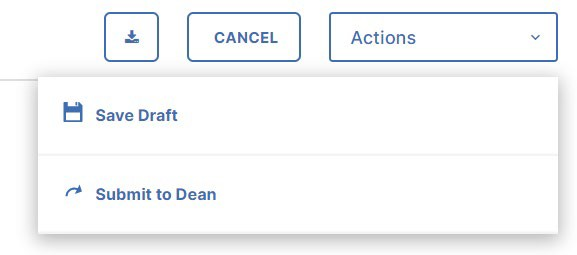 CANCEL
Actions
Save Draft
Submit to Dean